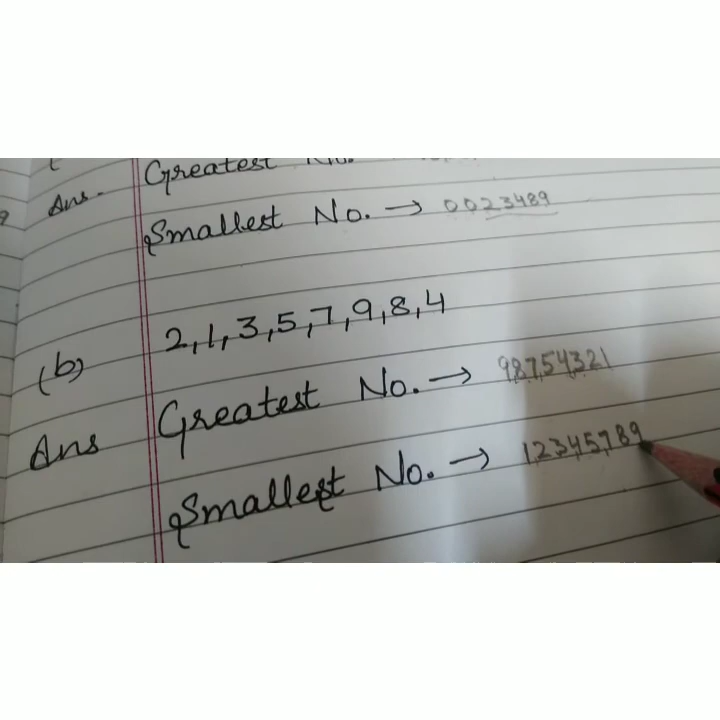 Ans. Greatest No.
Smallest No. → 0023489
(b) 2,1,3,5,7,9,8,4
Ans Greatest No. → 98754321
Smallest No. → 12345789